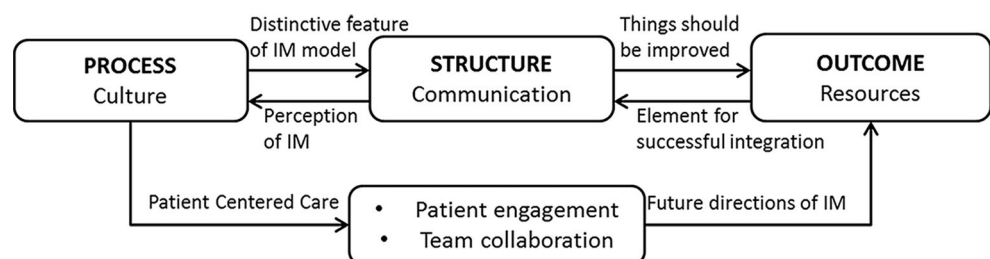 PROCESS
Culture
Distinctive feature
of IM model
Perception
of IM
STRUCTURE
Communication
Things should
be improved
Element for
successful integration
OUTCOME
Resources
Patient Centered Care
• Patient engagement
• Team collaboration
Future directions of IM